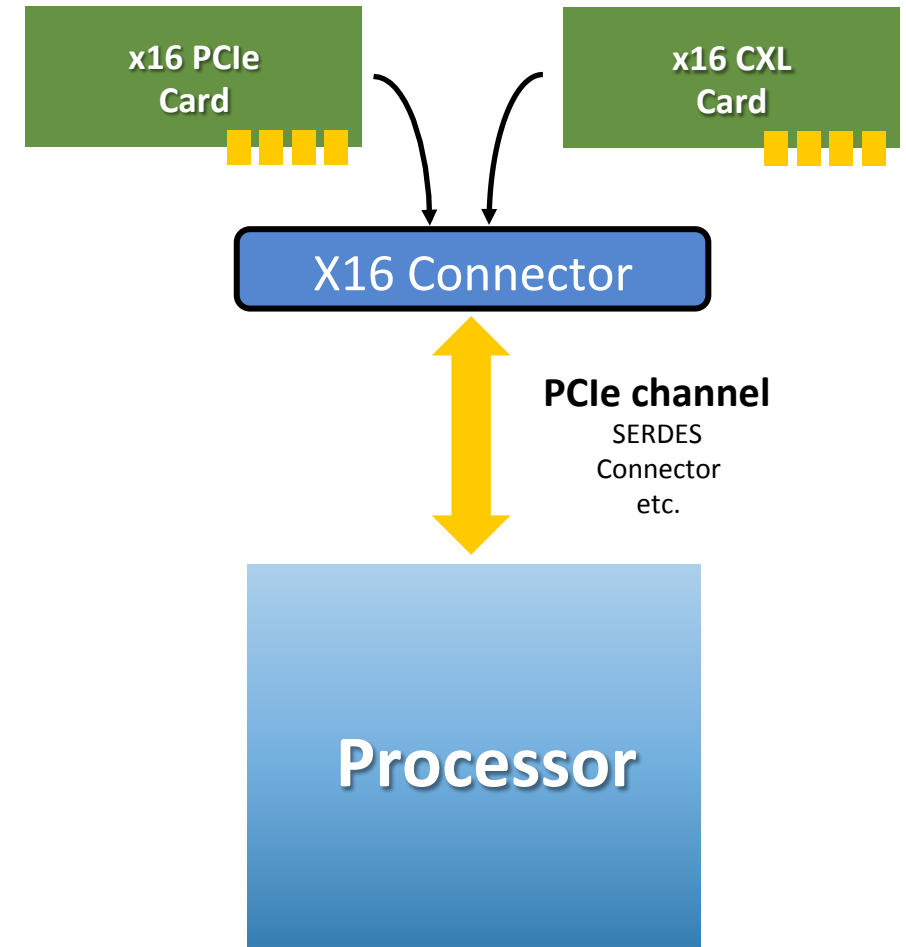 x16 PCIe
Card
x16 CXL
Card
X16 Connector
PCIe channel
SERDES
Connector
etc.
Processor